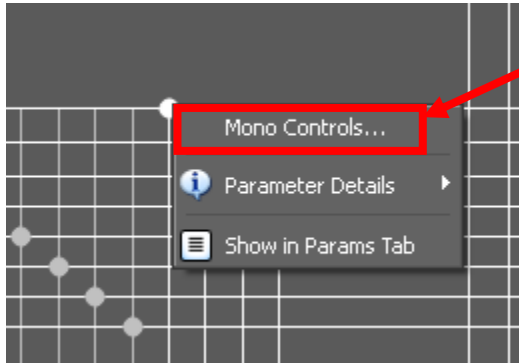 Mono Controls...
Parameter Details
Show in Params Tab